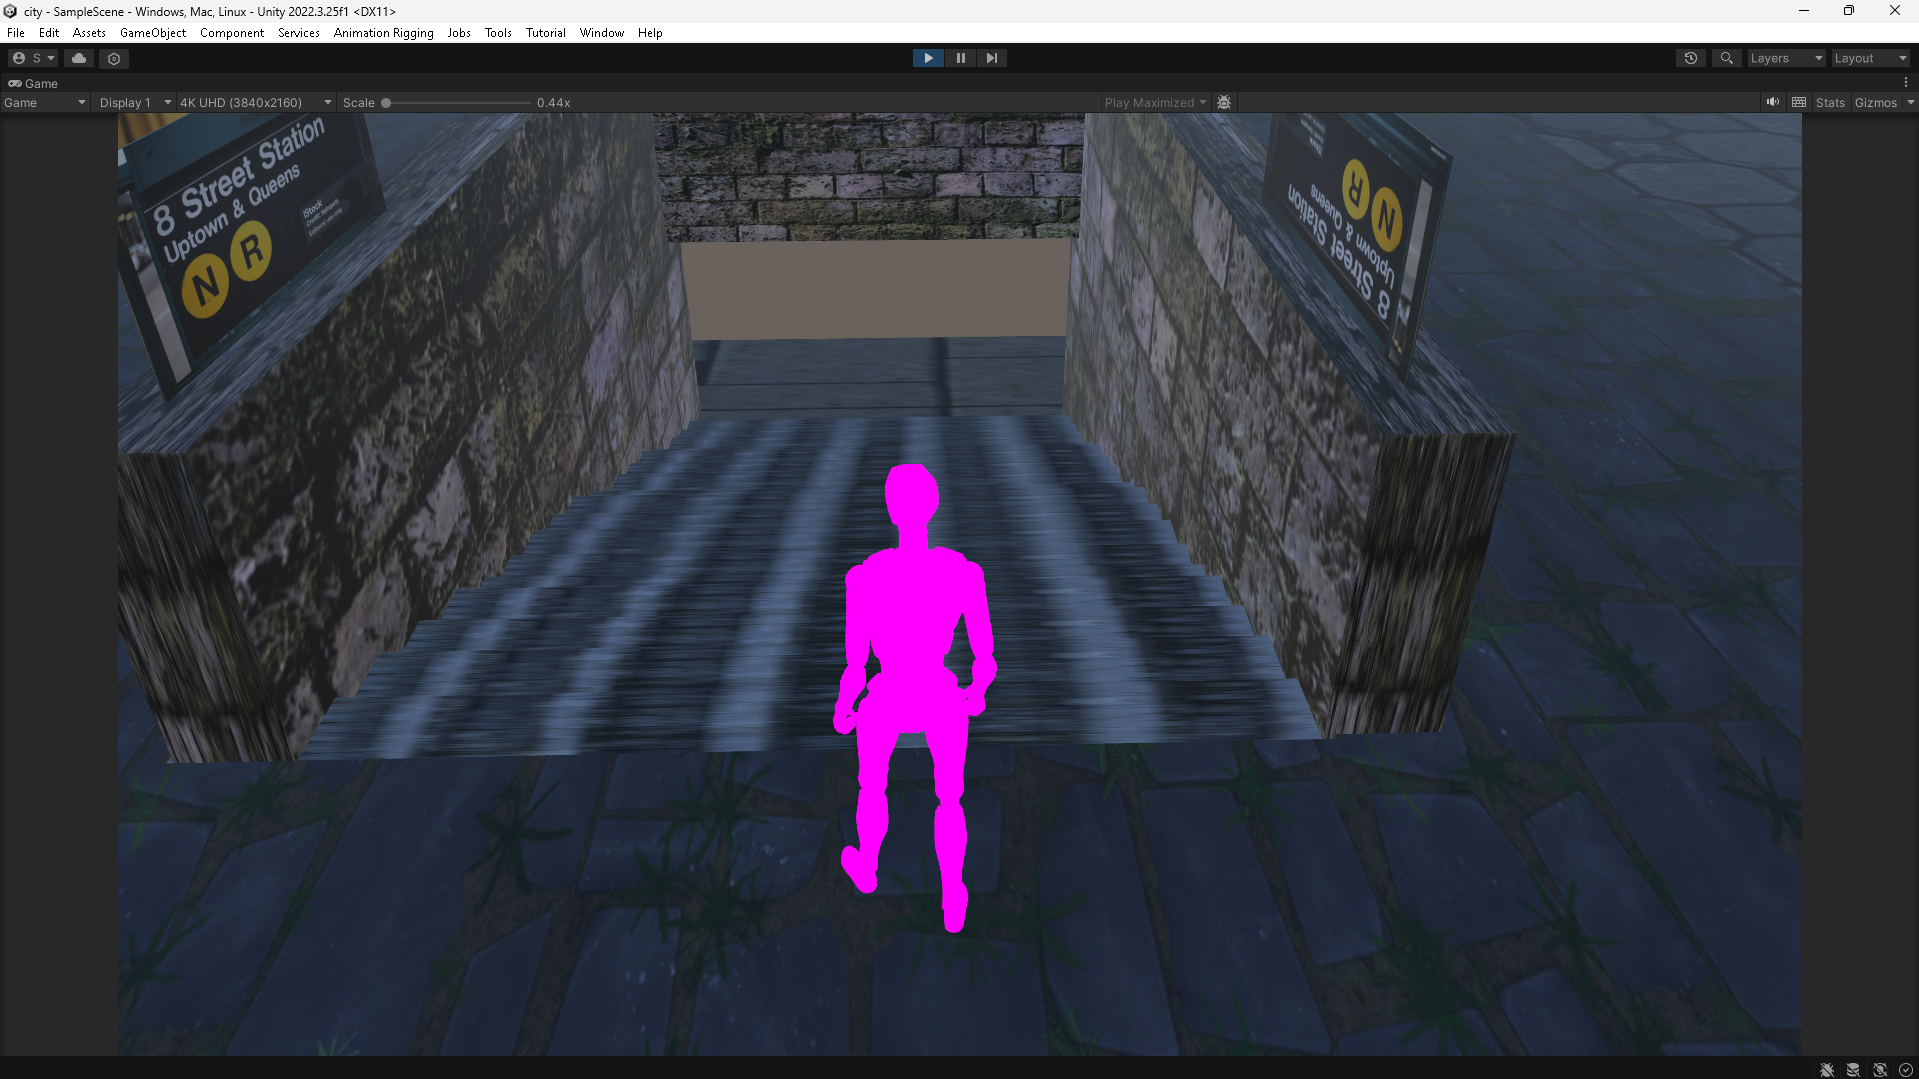 city - SampleScene - Windows, Mac, Linux - Unity 2022.3.25f1 <DX11>
File Edit Assets GameObject Component Services Animation Rigging Jobs Tools Tutorial Window Help
S
Layers
Layout
Game
Game
Display 1
4K UHD (3840x2160)
Scale
0.44x
Play Maximized
Stats
Gizmos
8 Street Station
Uptown & Queens
N R
iStock
8 Street Station
Uptown & Queens
N R